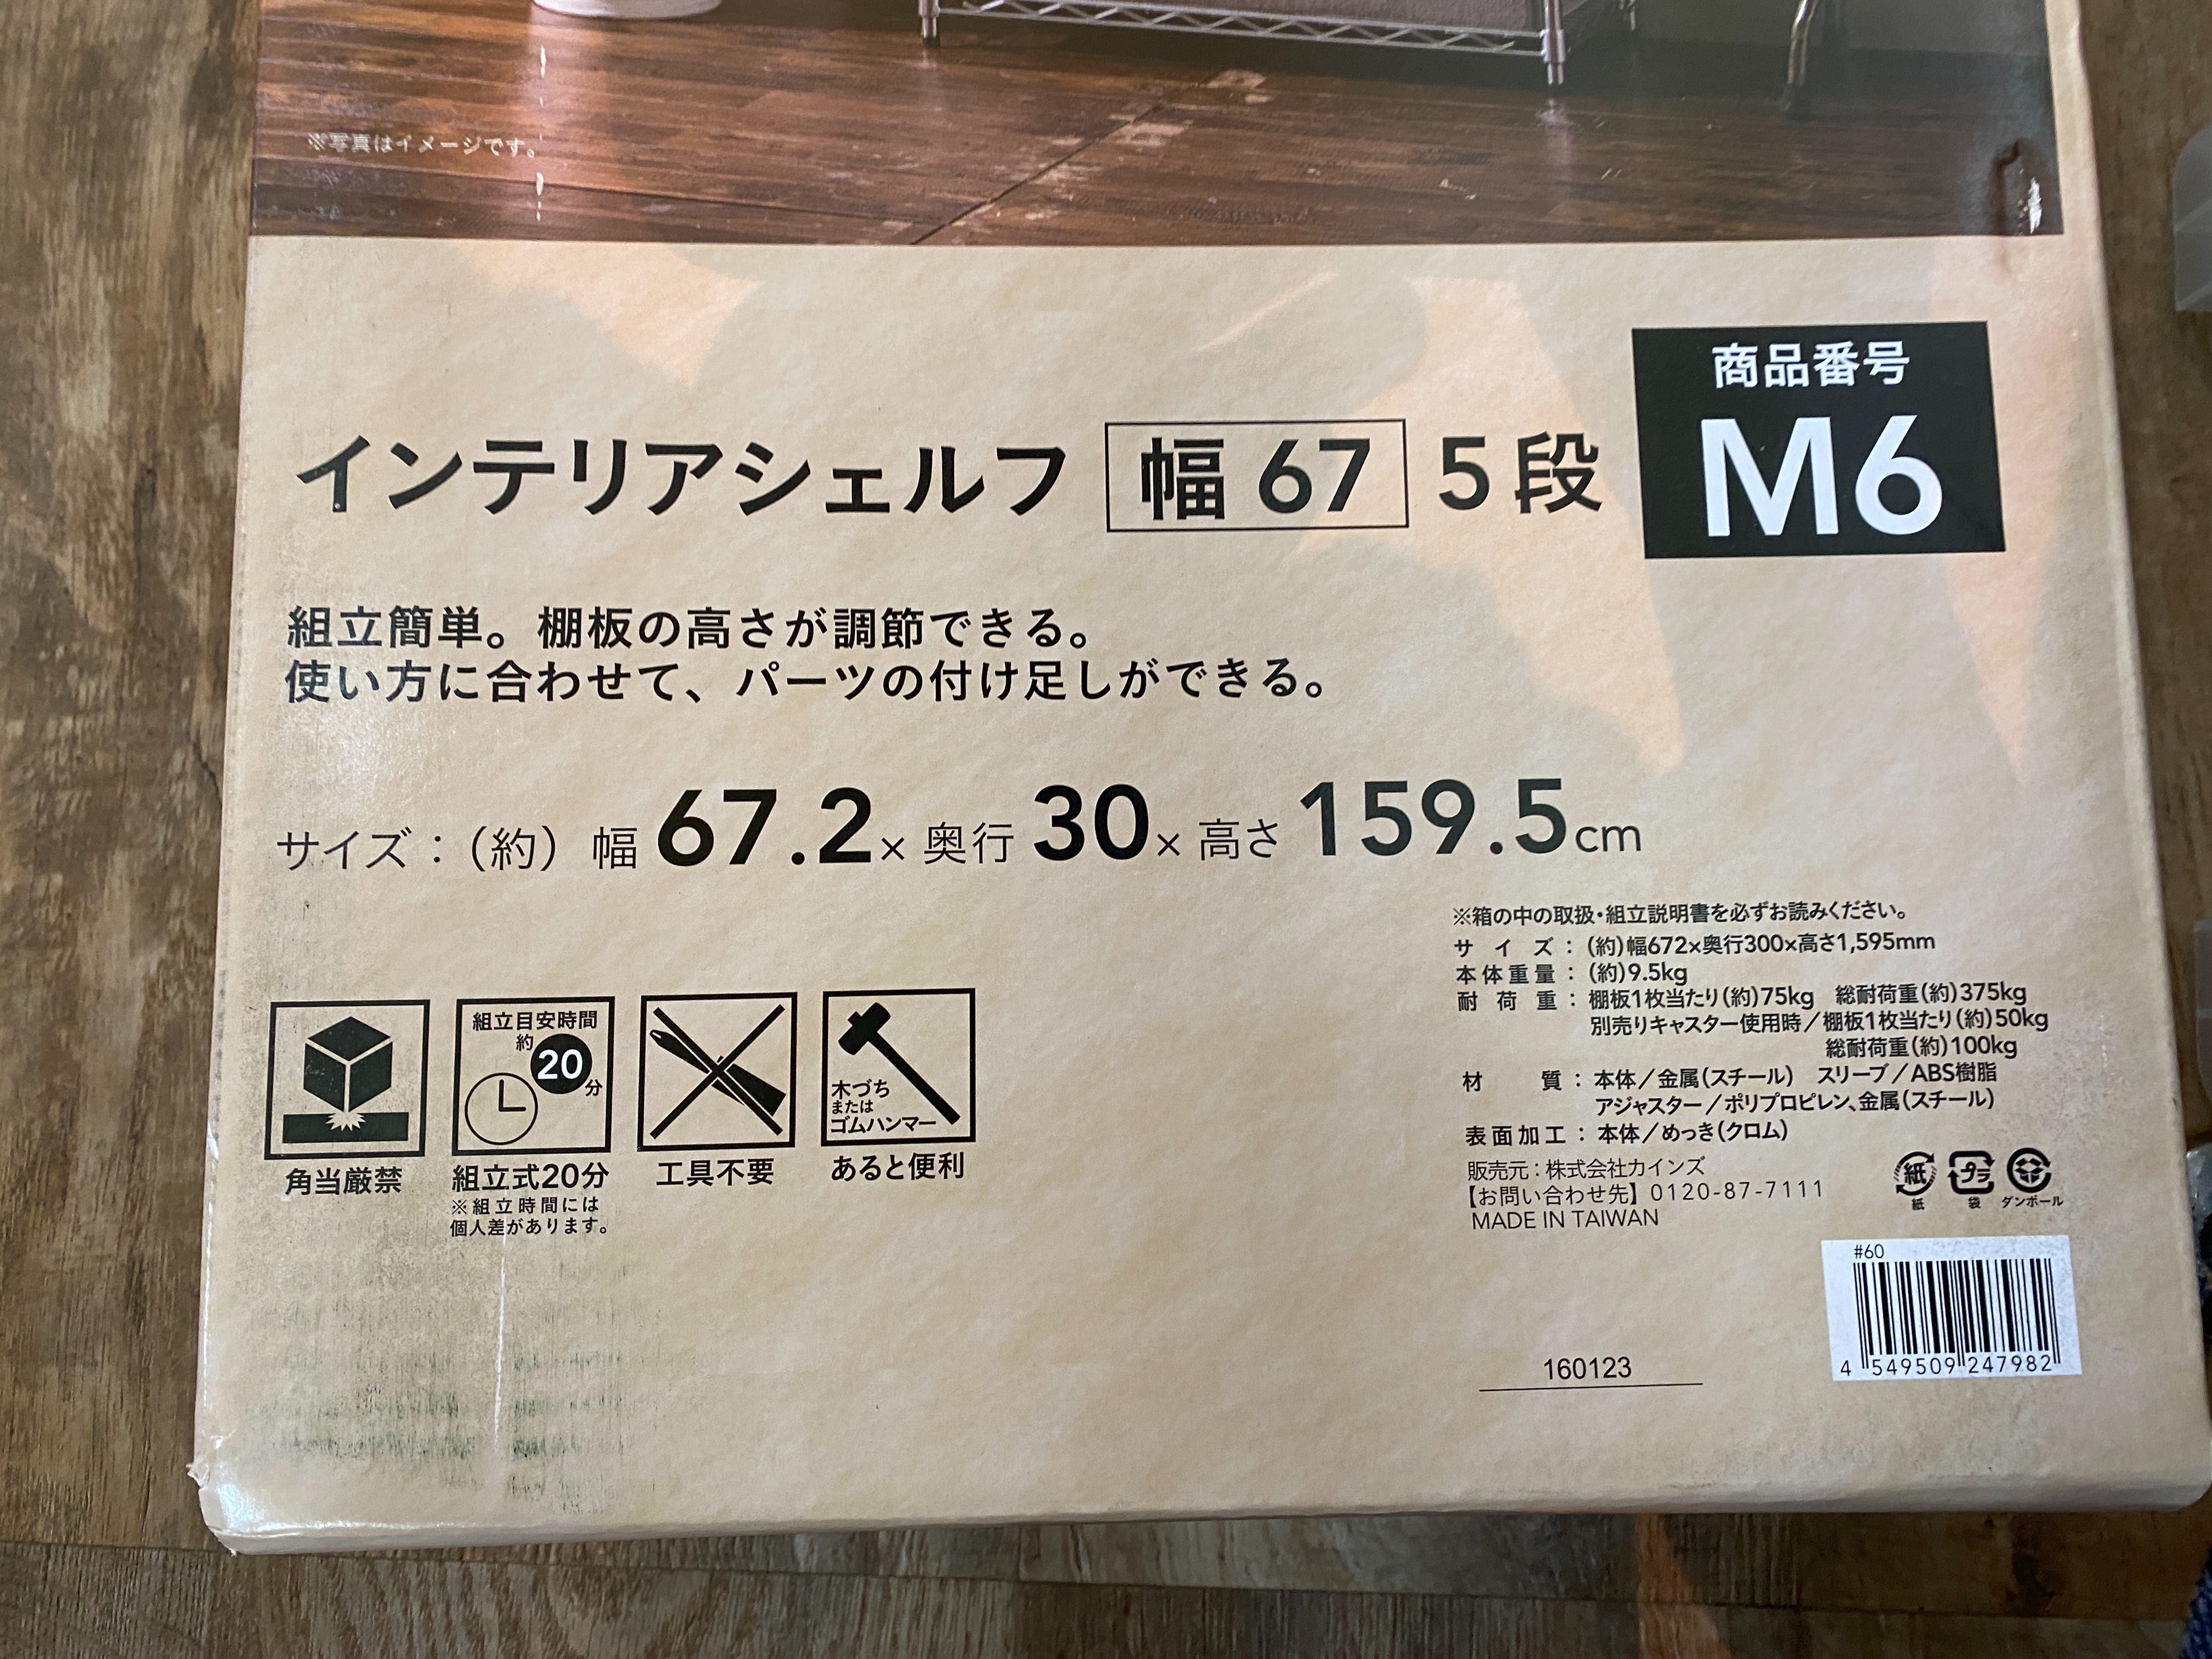 ※写真はイメージです。
商品番号
M6
インテリアシェルフ 幅 67 5段
組立簡単。棚板の高さが調節できる。
使い方に合わせて、パーツの付け足しができる。
サイズ：（約） 幅 67.2× 奥行 30× 高さ 159.5cm
※箱の中の取扱・組立説明書を必ずお読みください。
サイズ：（約）幅672×奥行300×高さ1,595mm
本体重量：（約）9.5kg
耐荷重：棚板1枚当たり（約）75kg 総耐荷重（約）375kg
別売りキャスター使用時／棚板1枚当たり（約）50kg
総耐荷重（約）100kg
材質：本体／金属（スチール） スリーブ／ABS樹脂
アジャスター／ポリプロピレン、金属（スチール）
表面加工：本体／めっき（クロム）
販売元：株式会社カインズ
【お問い合わせ先】0120-87-7111
MADE IN TAIWAN
紙
紙
プラ
袋
ダンボール
組立目安時間
約
20
分
木づち
または
ゴムハンマー
角当厳禁
組立式20分
※組立時間には
個人差があります。
工具不要
あると便利
#60
4 549509 247982
160123